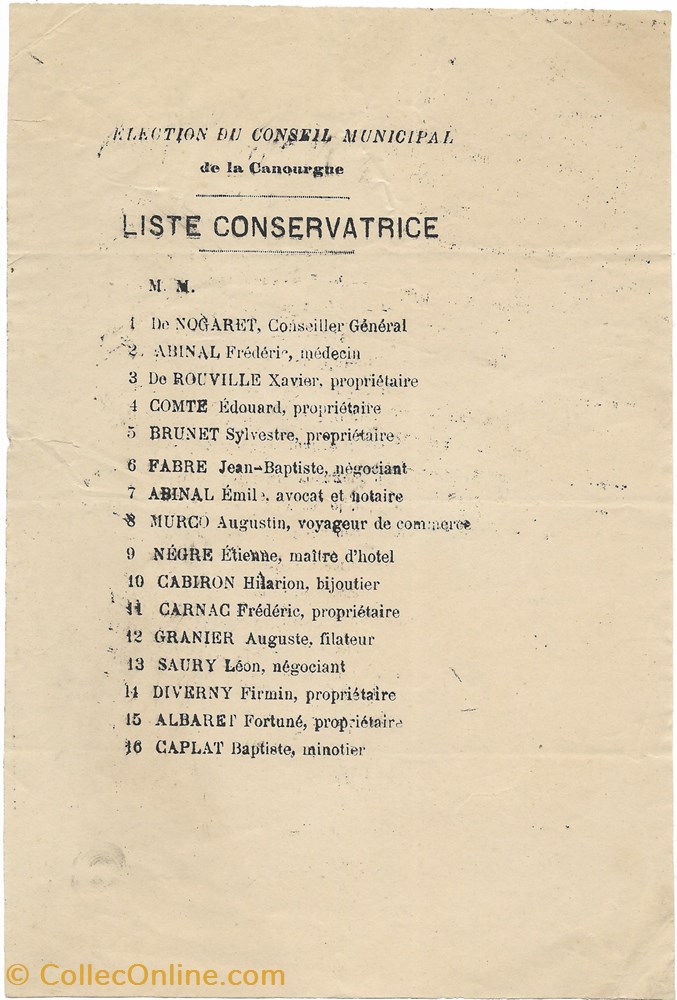 ÉLECTION DU CONSEIL MUNICIPAL
de la Canourgue
LISTE CONSERVATRICE
M. M.
1 De NOGARET, Conseiller Général
2 ABINAL Frédéric, médecin
3 De ROUVILLE Xavier, propriétaire
4 COMTE Édouard, propriétaire
5 BRUNET Sylvestre, propriétaire
6 FABRE Jean-Baptiste, négociant
7 ABINAL Émile, avocat et notaire
8 MURCO Augustin, voyageur de commerce
9 NÉGRE Étienne, maître d'hotel
10 CABIRON Hilarion, bijoutier
11 CARNAC Frédéric, propriétaire
12 GRANIER Auguste, filateur
13 SAURY Léon, négociant
14 DIVERNY Firmin, propriétaire
15 ALBARET Fortuné, propriétaire
16 CAPLAT Baptiste, minotier
© CollecOnline.com